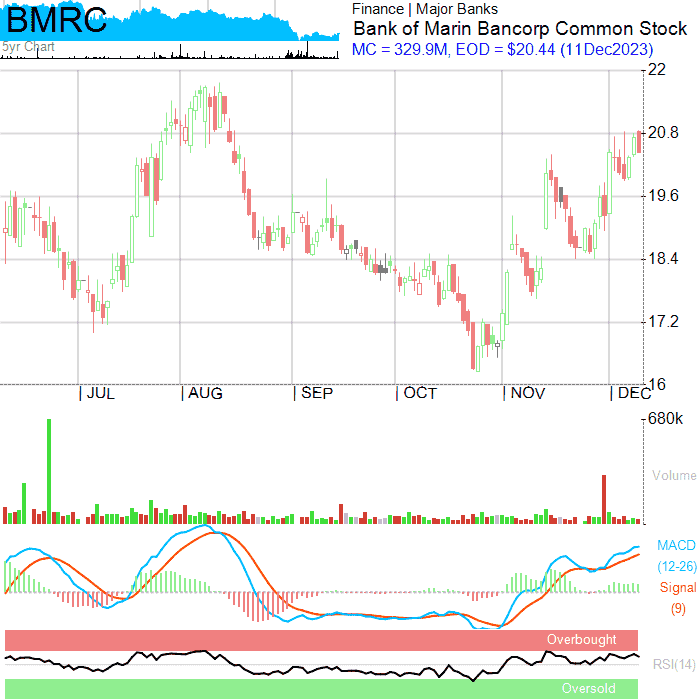 BMRC
5yr Chart
Finance | Major Banks
Bank of Marin Bancorp Common Stock
MC = 329.9M, EOD = $20.44 (11Dec2023)
22
20.8
19.6
18.4
17.2
16
| JUL | AUG | SEP | OCT | NOV | DEC
680k
Volume
MACD
(12-26)
Signal
(9)
Overbought
RSI(14)
Oversold